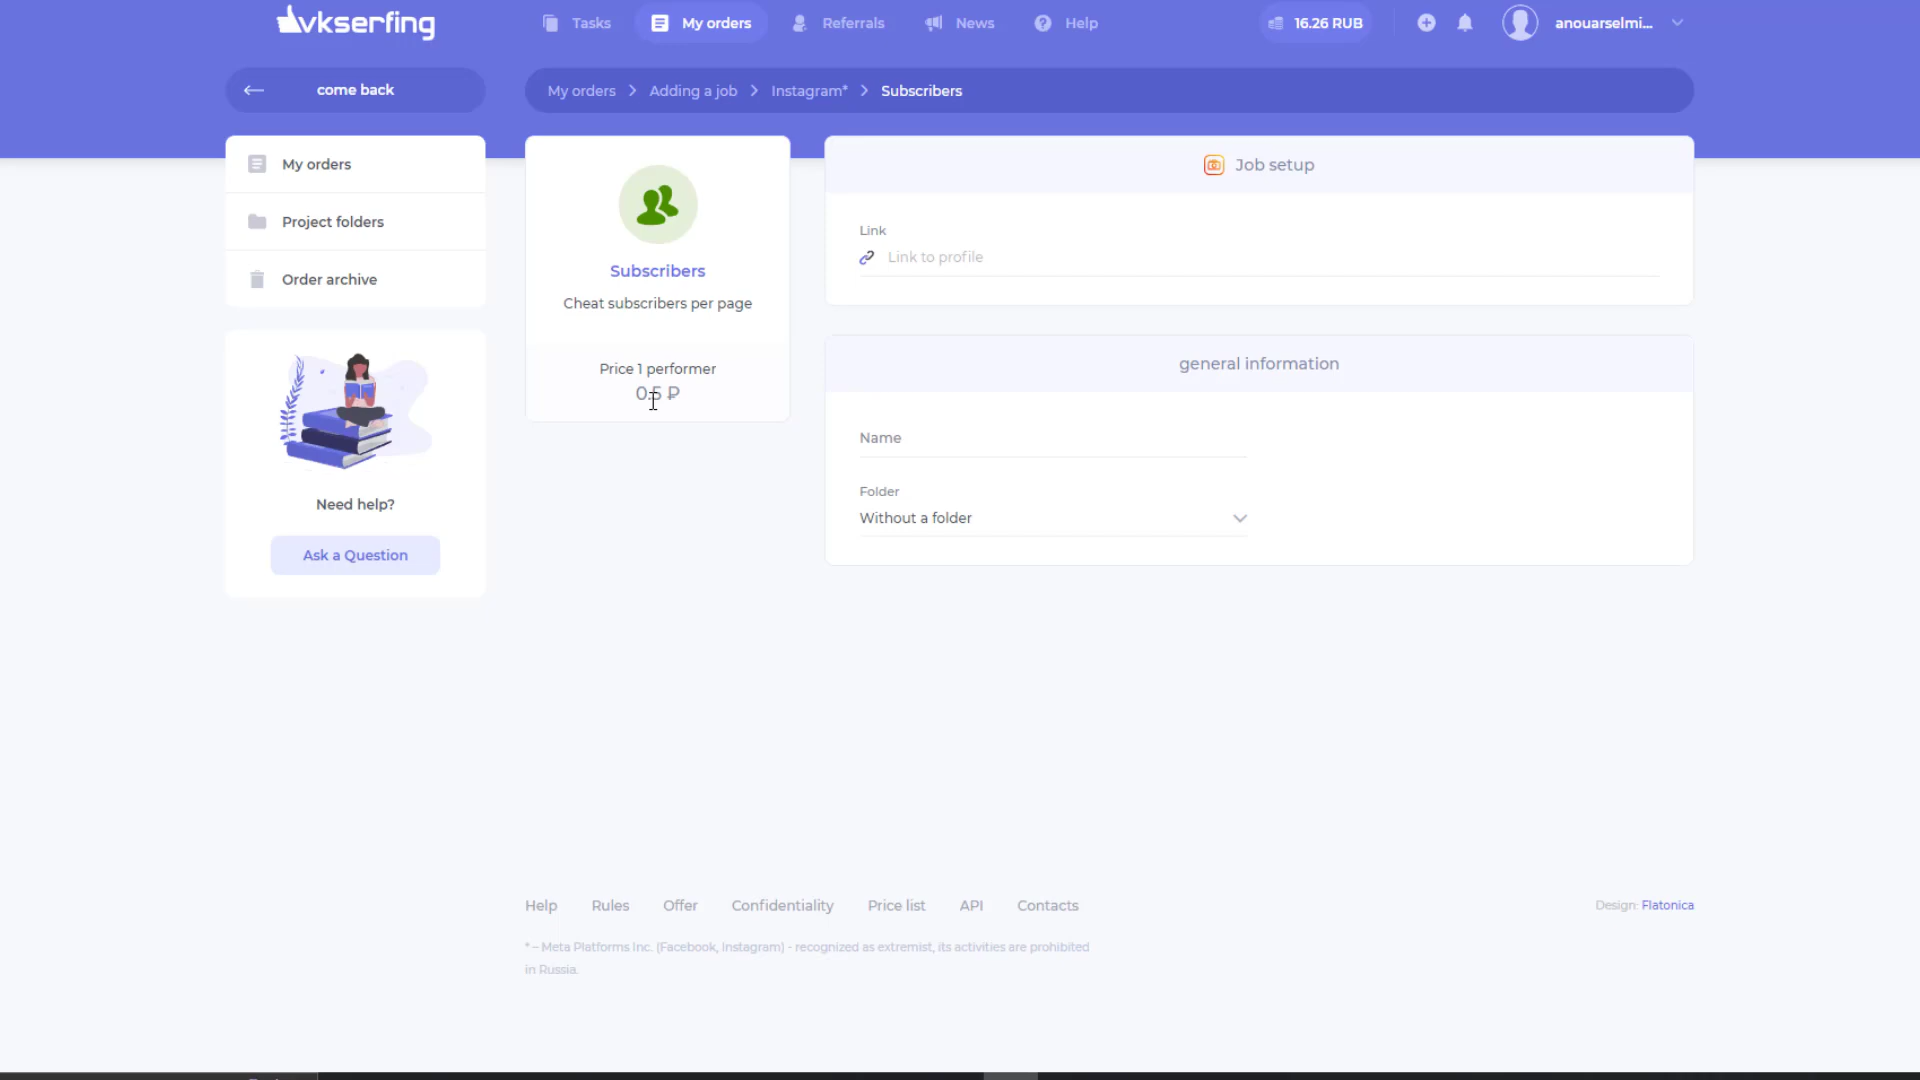 vkserfing
Tasks
My orders
Referrals
News
Help
16.26 RUB
anouarselmi...
come back
My orders > Adding a job > Instagram* > Subscribers
My orders
Project folders
Order archive
Need help?
Ask a Question
Subscribers
Cheat subscribers per page
Price 1 performer
0.5 ₽
Job setup
Link
Link to profile
general information
Name
Folder
Without a folder
Help
Rules
Offer
Confidentiality
Price list
API
Contacts
Design: Flatonica
* – Meta Platforms Inc. (Facebook, Instagram) - recognized as extremist, its activities are prohibited
in Russia.